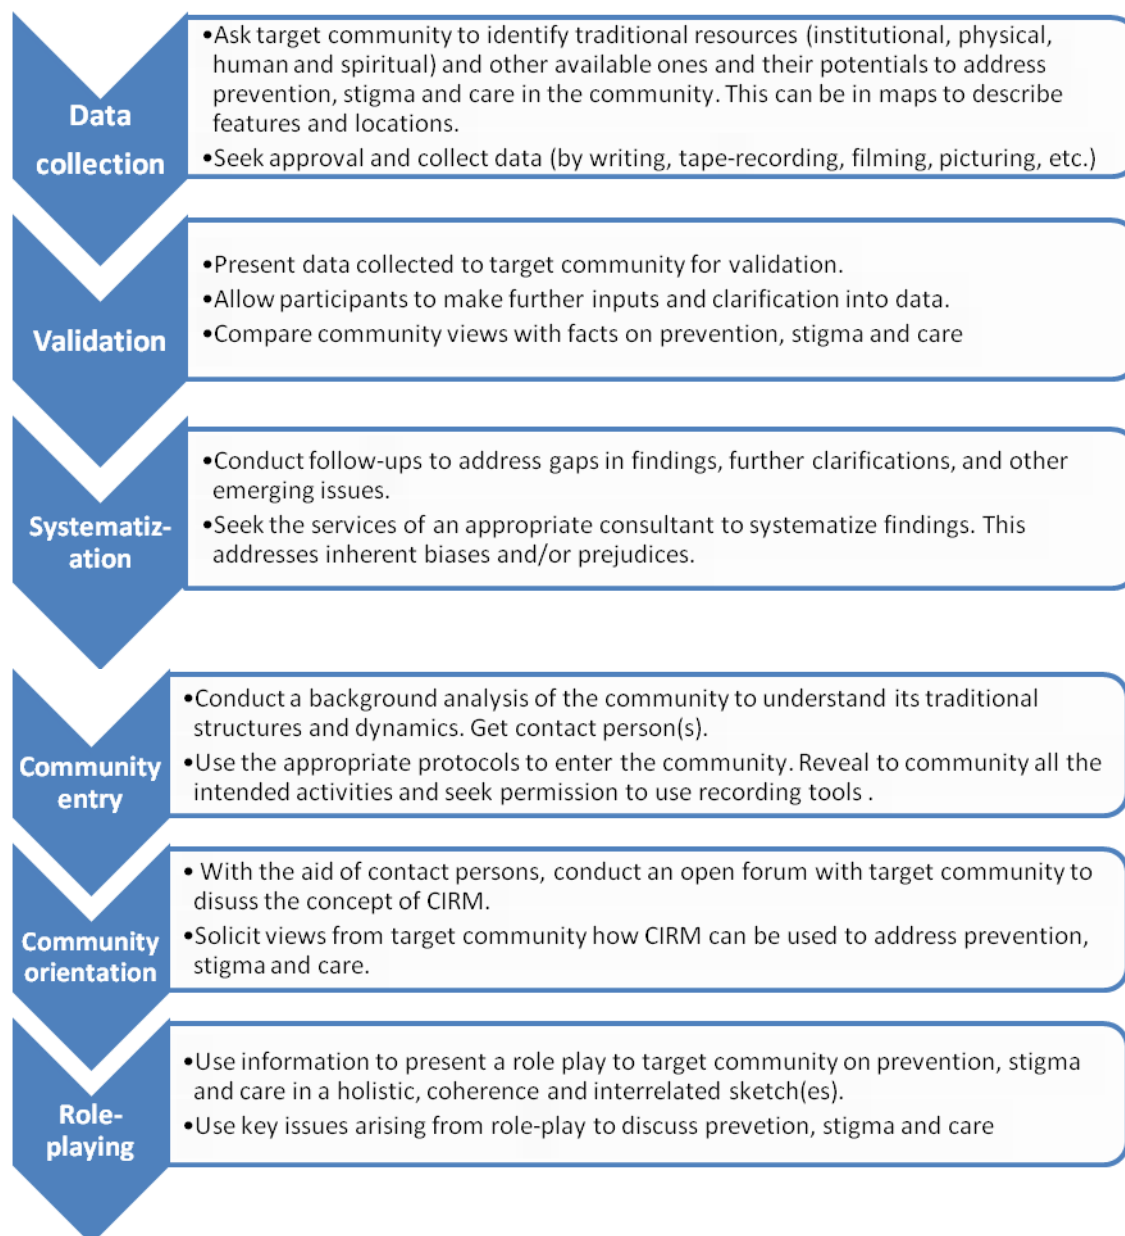 Data
collection
•Ask target community to identify traditional resources (institutional, physical,
human and spiritual) and other available ones and their potentials to address
prevention, stigma and care in the community. This can be in maps to describe
features and locations.
•Seek approval and collect data (by writing, tape-recording, filming, picturing, etc.)
Validation
•Present data collected to target community for validation.
•Allow participants to make further inputs and clarification into data.
•Compare community views with facts on prevention, stigma and care
Systematiz-
ation
•Conduct follow-ups to address gaps in findings, further clarifications, and other
emerging issues.
•Seek the services of an appropriate consultant to systematize findings. This
addresses inherent biases and/or prejudices.
Community
entry
•Conduct a background analysis of the community to understand its traditional
structures and dynamics. Get contact person(s).
•Use the appropriate protocols to enter the community. Reveal to community all the
intended activities and seek permission to use recording tools .
Community
orientation
• With the aid of contact persons, conduct an open forum with target community to
disuss the concept of CIRM.
•Solicit views from target community how CIRM can be used to address prevention,
stigma and care.
Role-
playing
•Use information to present a role play to target community on prevention, stigma
and care in a holistic, coherence and interrelated sketch(es).
•Use key issues arising from role-play to discuss prevetion, stigma and care